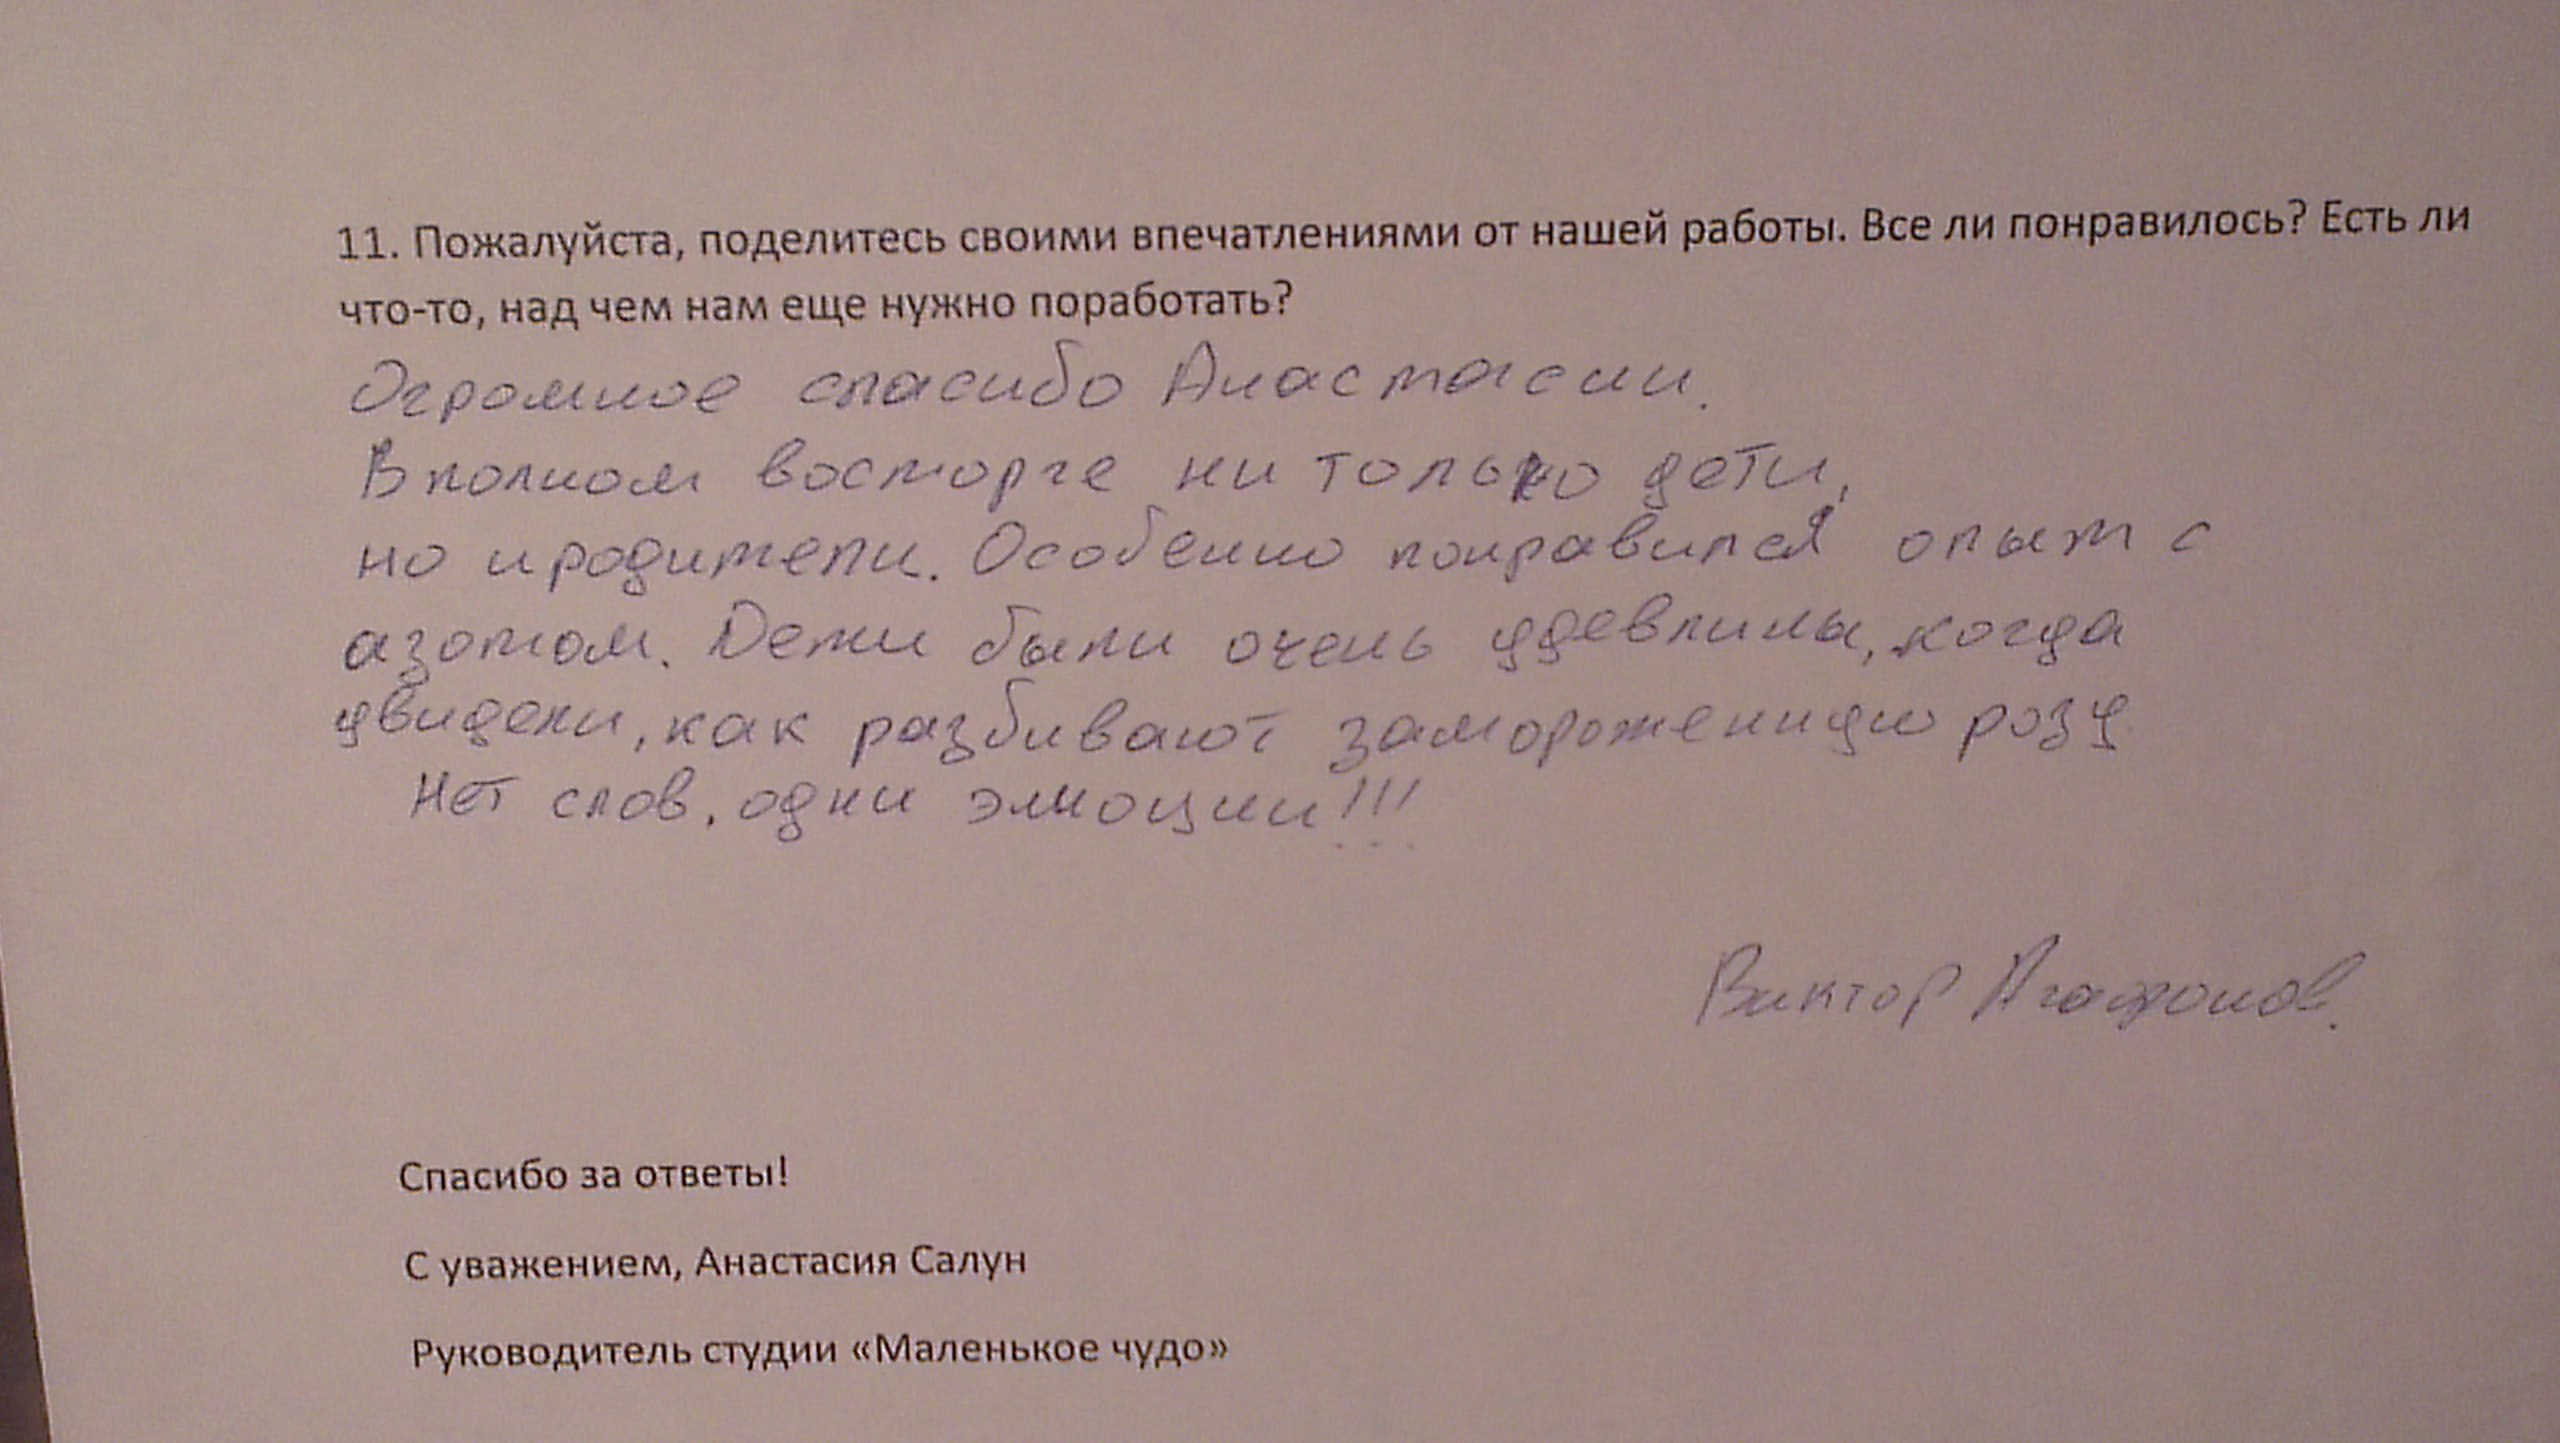 11. Пожалуйста, поделитесь своими впечатлениями от нашей работы. Все ли понравилось? Есть ли
что-то, над чем нам еще нужно поработать?
Огромное спасибо Анастасии.
В полном восторге ни только дети,
но и родители. Особенно понравился опыт с
азотом. Дети были очень удевлины, когда
увидели, как разбивают замороженную розу
Нет слов, одни эмоции!!!
Виктор Агафонов.
Спасибо за ответы!
С уважением, Анастасия Салун
Руководитель студии «Маленькое чудо»